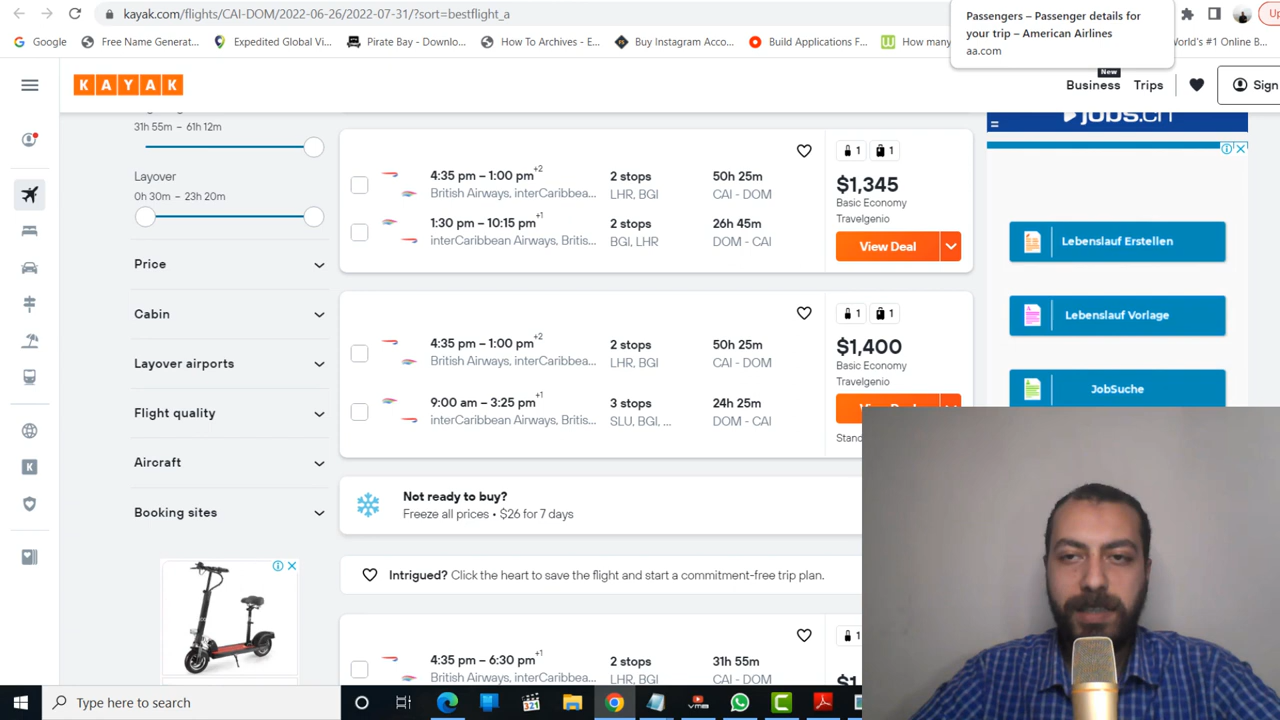 kayak.com/flights/CAI-DOM/2022-06-26/2022-07-31/?sort=bestflight_a
Passengers – Passenger details for
your trip – American Airlines
aa.com
Google
Free Name Generat...
Expedited Global Vi...
Pirate Bay - Downlo...
How To Archives - E...
Buy Instagram Acco...
Build Applications F...
How many
World's #1 Online B...
KAYAK
New
Business
Trips
Sign
31h 55m – 61h 12m
Layover
0h 30m – 23h 20m
Price
Cabin
Layover airports
Flight quality
Aircraft
Booking sites
4:35 pm – 1:00 pm+2
2 stops
50h 25m
British Airways, interCaribbea...
LHR, BGI
CAI - DOM
1:30 pm – 10:15 pm+1
2 stops
26h 45m
interCaribbean Airways, Britis...
BGI, LHR
DOM - CAI
1
1
$1,345
Basic Economy
Travelgenio
View Deal
4:35 pm – 1:00 pm+2
2 stops
50h 25m
British Airways, interCaribbea...
LHR, BGI
CAI - DOM
9:00 am – 3:25 pm+1
3 stops
24h 25m
interCaribbean Airways, Britis...
SLU, BGI, ...
DOM - CAI
1
1
$1,400
Basic Economy
Travelgenio
Not ready to buy?
Freeze all prices • $26 for 7 days
Intrigued? Click the heart to save the flight and start a commitment-free trip plan.
4:35 pm – 6:30 pm+1
2 stops
31h 55m
British Airways, interCaribbea...
LHR, BGI
CAI - DOM
1
jobs.ch
Lebenslauf Erstellen
Lebenslauf Vorlage
JobSuche
K
Type here to search
321
VMB